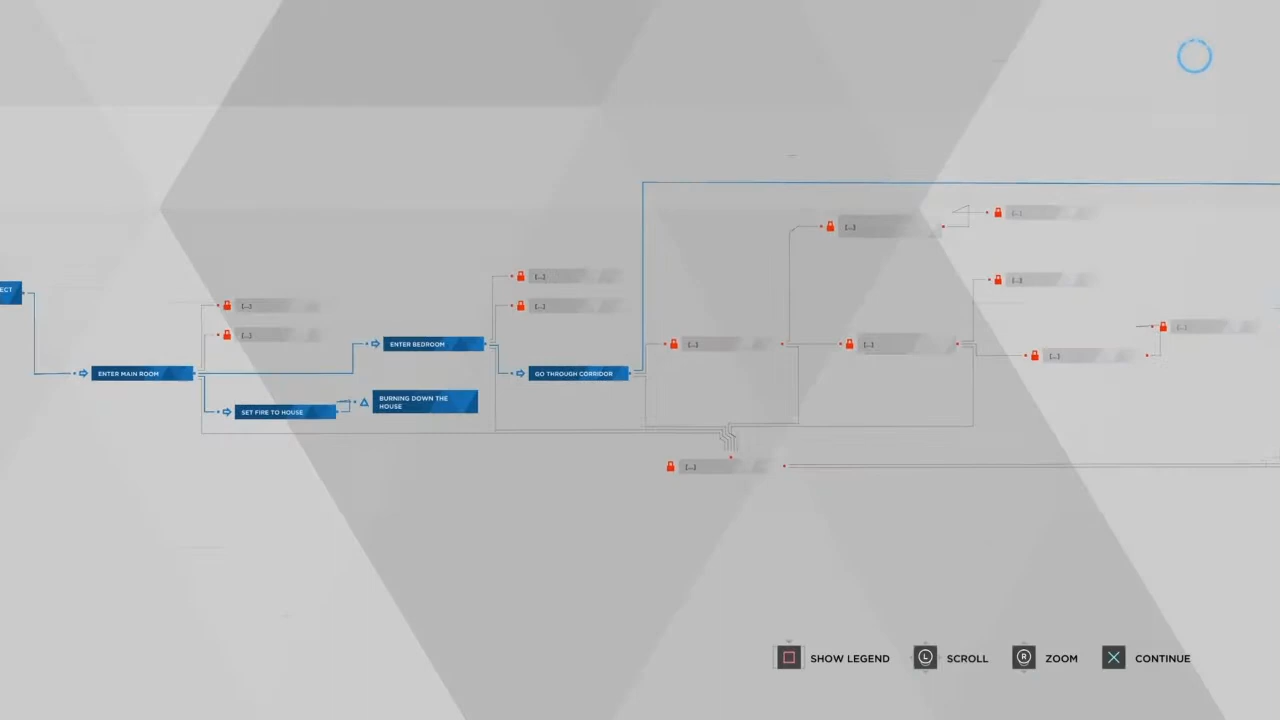 ECT
[...]
[...]
[...]
[...]
[...]
[...]
[...]
ENTER BEDROOM
[...]
[...]
[...]
[...]
ENTER MAIN ROOM
GO THROUGH CORRIDOR
SET FIRE TO HOUSE
BURNING DOWN THE
HOUSE
[...]
L
SHOW LEGEND
SCROLL
R
ZOOM
CONTINUE